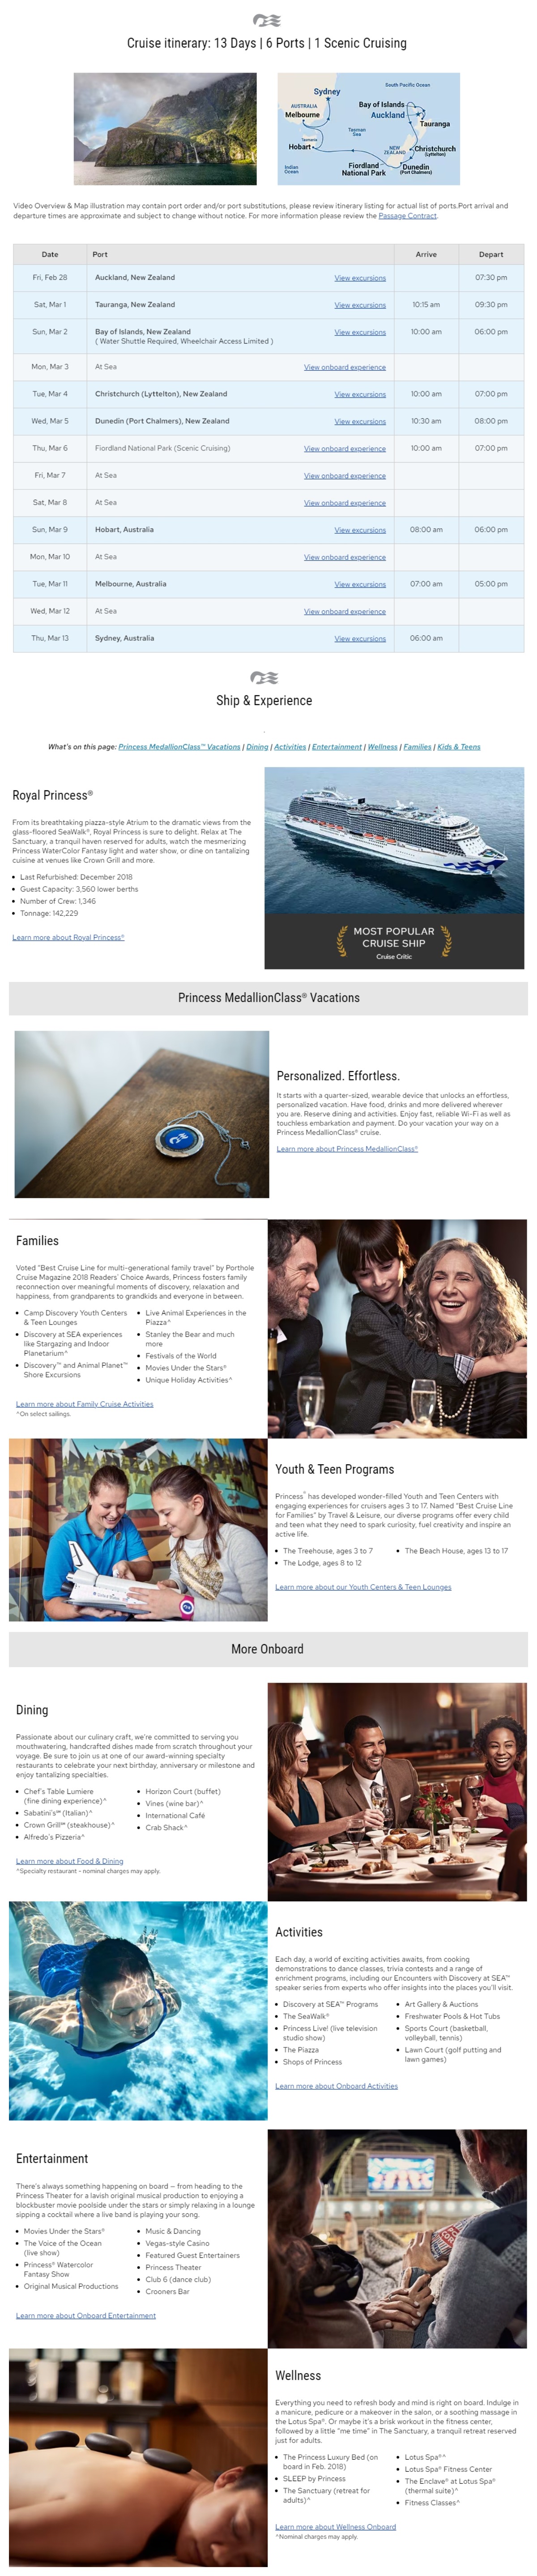 Cruise itinerary: 13 Days | 6 Ports | 1 Scenic Cruising
South Pacific Ocean
Sydney
AUSTRALIA
Bay of Islands
Melbourne
Auckland
Tauranga
Tasman
Sea
Tasmania
Hobart
NEW
ZEALAND
Christchurch
(Lyttelton)
Indian
Ocean
Fiordland
National Park
Dunedin
(Port Chalmers)
Video Overview & Map illustration may contain port order and/or port substitutions, please review itinerary listing for actual list of ports.Port arrival and
departure times are approximate and subject to change without notice. For more information please review the Passage Contract.
Date Port Arrive Depart
Fri, Feb 28 Auckland, New Zealand View excursions 07:30 pm
Sat, Mar 1 Tauranga, New Zealand View excursions 10:15 am 09:30 pm
Sun, Mar 2 Bay of Islands, New Zealand View excursions 10:00 am 06:00 pm
( Water Shuttle Required, Wheelchair Access Limited )
Mon, Mar 3 At Sea View onboard experience
Tue, Mar 4 Christchurch (Lyttelton), New Zealand View excursions 10:00 am 07:00 pm
Wed, Mar 5 Dunedin (Port Chalmers), New Zealand View excursions 10:30 am 08:00 pm
Thu, Mar 6 Fiordland National Park (Scenic Cruising) View onboard experience 10:00 am 07:00 pm
Fri, Mar 7 At Sea View onboard experience
Sat, Mar 8 At Sea View onboard experience
Sun, Mar 9 Hobart, Australia View excursions 08:00 am 06:00 pm
Mon, Mar 10 At Sea View onboard experience
Tue, Mar 11 Melbourne, Australia View excursions 07:00 am 05:00 pm
Wed, Mar 12 At Sea View onboard experience
Thu, Mar 13 Sydney, Australia View excursions 06:00 am
Ship & Experience
What's on this page: Princess MedallionClass™ Vacations | Dining | Activities | Entertainment | Wellness | Families | Kids & Teens
Royal Princess®
From its breathtaking piazza-style Atrium to the dramatic views from the
glass-floored SeaWalk®, Royal Princess is sure to delight. Relax at The
Sanctuary, a tranquil haven reserved for adults, watch the mesmerizing
Princess WaterColor Fantasy light and water show, or dine on tantalizing
cuisine at venues like Crown Grill and more.
• Last Refurbished: December 2018
• Guest Capacity: 3,560 lower berths
• Number of Crew: 1,346
• Tonnage: 142,229
Learn more about Royal Princess®
MOST POPULAR
CRUISE SHIP
Cruise Critic
Princess MedallionClass® Vacations
Personalized. Effortless.
It starts with a quarter-sized, wearable device that unlocks an effortless,
personalized vacation. Have food, drinks and more delivered wherever
you are. Reserve dining and activities. Enjoy fast, reliable Wi-Fi as well as
touchless embarkation and payment. Do your vacation your way on a
Princess MedallionClass® cruise.
Learn more about Princess MedallionClass®
Families
Voted "Best Cruise Line for multi-generational family travel" by Porthole
Cruise Magazine 2018 Readers' Choice Awards, Princess fosters family
reconnection over meaningful moments of discovery, relaxation and
happiness, from grandparents to grandkids and everyone in between.
• Camp Discovery Youth Centers
& Teen Lounges
• Discovery at SEA experiences
like Stargazing and Indoor
Planetarium^
• Discovery™ and Animal Planet™
Shore Excursions
• Live Animal Experiences in the
Piazza^
• Stanley the Bear and much
more
• Festivals of the World
• Movies Under the Stars®
• Unique Holiday Activities^
Learn more about Family Cruise Activities
^On select sailings.
Youth & Teen Programs
Princess® has developed wonder-filled Youth and Teen Centers with
engaging experiences for cruisers ages 3 to 17. Named "Best Cruise Line
for Families" by Travel & Leisure, our diverse programs offer every child
and teen what they need to spark curiosity, fuel creativity and inspire an
active life.
• The Treehouse, ages 3 to 7
• The Lodge, ages 8 to 12
• The Beach House, ages 13 to 17
Learn more about our Youth Centers & Teen Lounges
More Onboard
Dining
Passionate about our culinary craft, we're committed to serving you
mouthwatering, handcrafted dishes made from scratch throughout your
voyage. Be sure to join us at one of our award-winning specialty
restaurants to celebrate your next birthday, anniversary or milestone and
enjoy tantalizing specialties.
• Chef's Table Lumiere
(fine dining experience)^
• Sabatini's℠ (Italian)^
• Crown Grill℠ (steakhouse)^
• Alfredo's Pizzeria^
• Horizon Court (buffet)
• Vines (wine bar)^
• International Café
• Crab Shack^
Learn more about Food & Dining
^Specialty restaurant - nominal charges may apply.
Activities
Each day, a world of exciting activities awaits, from cooking
demonstrations to dance classes, trivia contests and a range of
enrichment programs, including our Encounters with Discovery at SEA™
speaker series from experts who offer insights into the places you'll visit.
• Discovery at SEA™ Programs
• The SeaWalk®
• Princess Live! (live television
studio show)
• The Piazza
• Shops of Princess
• Art Gallery & Auctions
• Freshwater Pools & Hot Tubs
• Sports Court (basketball,
volleyball, tennis)
• Lawn Court (golf putting and
lawn games)
Learn more about Onboard Activities
Entertainment
There's always something happening on board – from heading to the
Princess Theater for a lavish original musical production to enjoying a
blockbuster movie poolside under the stars or simply relaxing in a lounge
sipping a cocktail where a live band is playing your song.
• Movies Under the Stars®
• The Voice of the Ocean
(live show)
• Princess® Watercolor
Fantasy Show
• Original Musical Productions
• Music & Dancing
• Vegas-style Casino
• Featured Guest Entertainers
• Princess Theater
• Club 6 (dance club)
• Crooners Bar
Learn more about Onboard Entertainment
Wellness
Everything you need to refresh body and mind is right on board. Indulge in
a manicure, pedicure or a makeover in the salon, or a soothing massage in
the Lotus Spa®. Or maybe it's a brisk workout in the fitness center,
followed by a little "me time" in The Sanctuary, a tranquil retreat reserved
just for adults.
• The Princess Luxury Bed (on
board in Feb. 2018)
• SLEEP by Princess
• The Sanctuary (retreat for
adults)^
• Lotus Spa®^
• Lotus Spa® Fitness Center
• The Enclave® at Lotus Spa®
(thermal suite)^
• Fitness Classes^
Learn more about Wellness Onboard
^Nominal charges may apply.